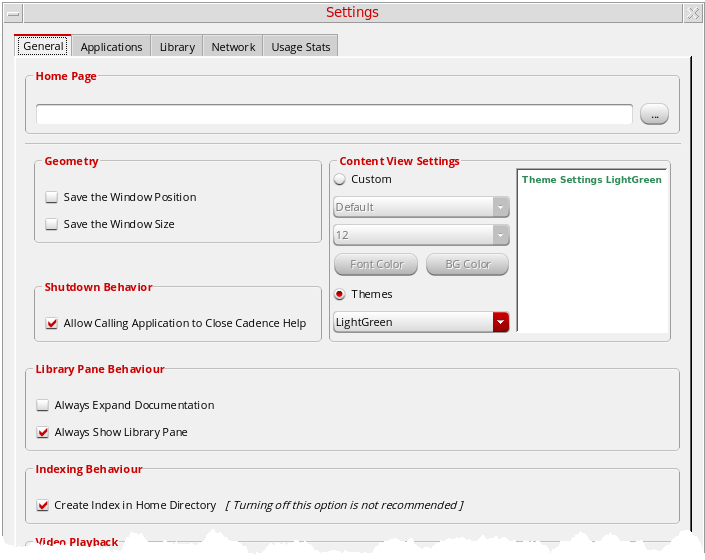 Settings
General Applications Library Network Usage Stats
Home Page
...
Geometry
Save the Window Position
Save the Window Size
Shutdown Behavior
Allow Calling Application to Close Cadence Help
Content View Settings
Custom
Default
12
Font Color BG Color
Themes
LightGreen
Theme Settings LightGreen
Library Pane Behaviour
Always Expand Documentation
Always Show Library Pane
Indexing Behaviour
Create Index in Home Directory [ Turning off this option is not recommended ]
Video Playback